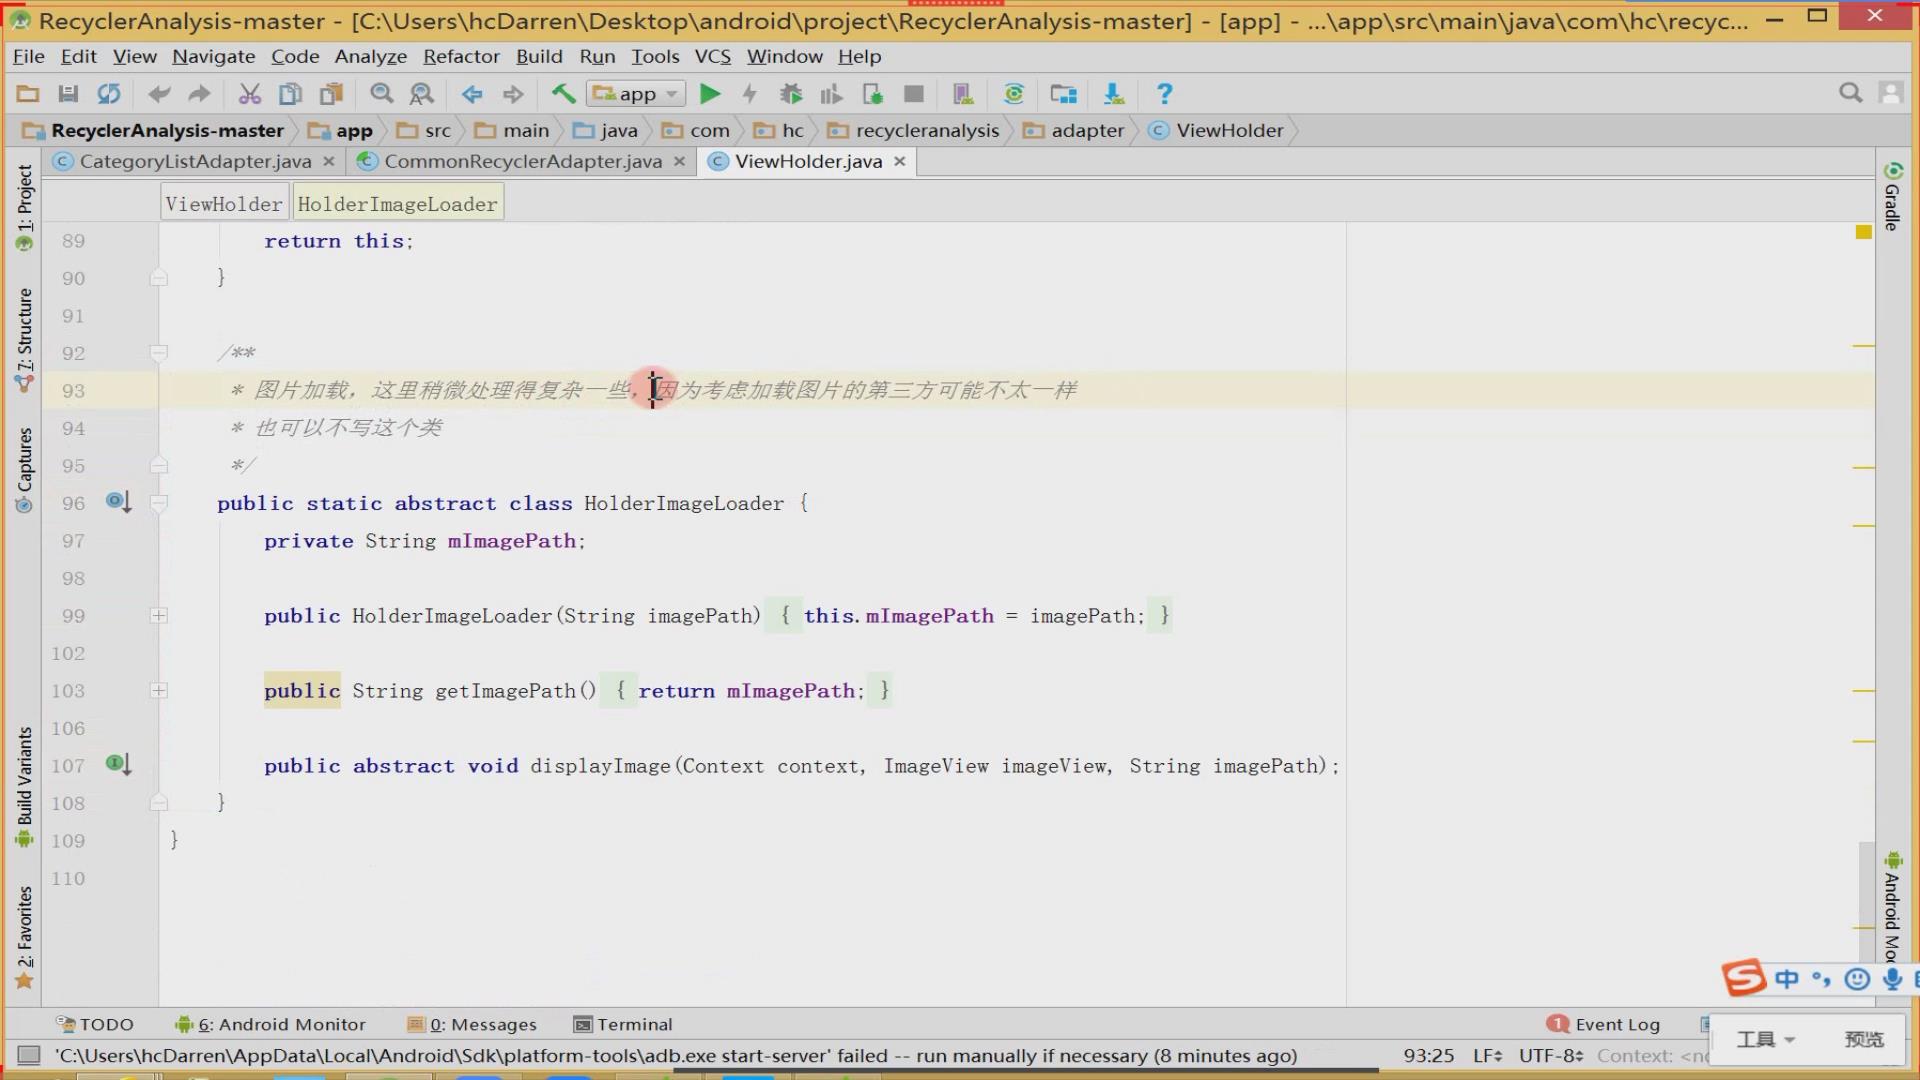 RecyclerAnalysis-master - [C:\Users\hcDarren\Desktop\android\project\RecyclerAnalysis-master] - [app] - ...\app\src\main\java\com\hc\recyc...
File Edit View Navigate Code Analyze Refactor Build Run Tools VCS Window Help
app
RecyclerAnalysis-master app src main java com hc recycleranalysis adapter ViewHolder
CategoryListAdapter.java CommonRecyclerAdapter.java ViewHolder.java
ViewHolder HolderImageLoader
1: Project
7: Structure
Captures
Build Variants
2: Favorites
Gradle
89 return this;
90 }
91
92 /**
93 * 图片加载，这里稍微处理得复杂一些，因为考虑加载图片的第三方可能不太一样
94 * 也可以不写这个类
95 */
96 public static abstract class HolderImageLoader {
97 private String mImagePath;
98
99 public HolderImageLoader(String imagePath) { this.mImagePath = imagePath; }
102
103 public String getImagePath() { return mImagePath; }
106
107 public abstract void displayImage(Context context, ImageView imageView, String imagePath);
108 }
109 }
110
Android Mo
中
TODO 6: Android Monitor 0: Messages Terminal 1 Event Log
工具 预览
'C:\Users\hcDarren\AppData\Local\Android\Sdk\platform-tools\adb.exe start-server' failed -- run manually if necessary (8 minutes ago) 93:25 LF UTF-8 Context: <no